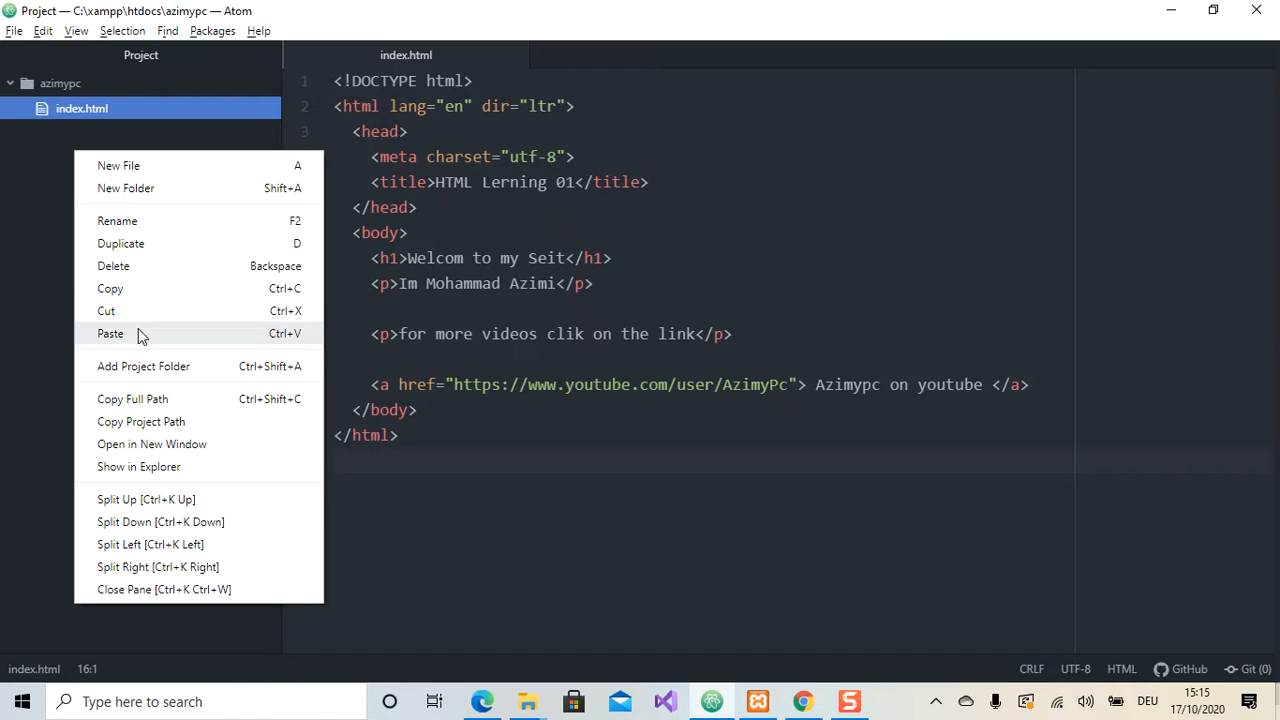 Project — C:\xampp\htdocs\azimypc — Atom
File Edit View Selection Find Packages Help
Project
index.html
azimypc
index.html
New File A
New Folder Shift+A
Rename F2
Duplicate D
Delete Backspace
Copy Ctrl+C
Cut Ctrl+X
Paste Ctrl+V
Add Project Folder Ctrl+Shift+A
Copy Full Path Ctrl+Shift+C
Copy Project Path
Open in New Window
Show in Explorer
Split Up [Ctrl+K Up]
Split Down [Ctrl+K Down]
Split Left [Ctrl+K Left]
Split Right [Ctrl+K Right]
Close Pane [Ctrl+K Ctrl+W]
1 <!DOCTYPE html>
2 <html lang="en" dir="ltr">
3 <head>
<meta charset="utf-8">
<title>HTML Lerning 01</title>
</head>
<body>
<h1>Welcom to my Seit</h1>
<p>Im Mohammad Azimi</p>
<p>for more videos clik on the link</p>
<a href="https://www.youtube.com/user/AzimyPc"> Azimypc on youtube </a>
</body>
</html>
index.html 16:1 CRLF UTF-8 HTML GitHub Git (0)
Type here to search
DEU
15:15
17/10/2020